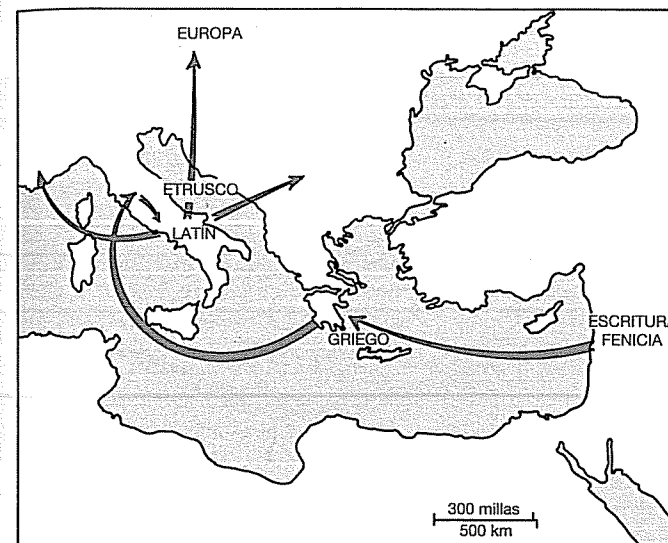 EUROPA
ETRUSCO
LATÍN
GRIEGO
ESCRITURA
FENICIA
300 millas
500 km